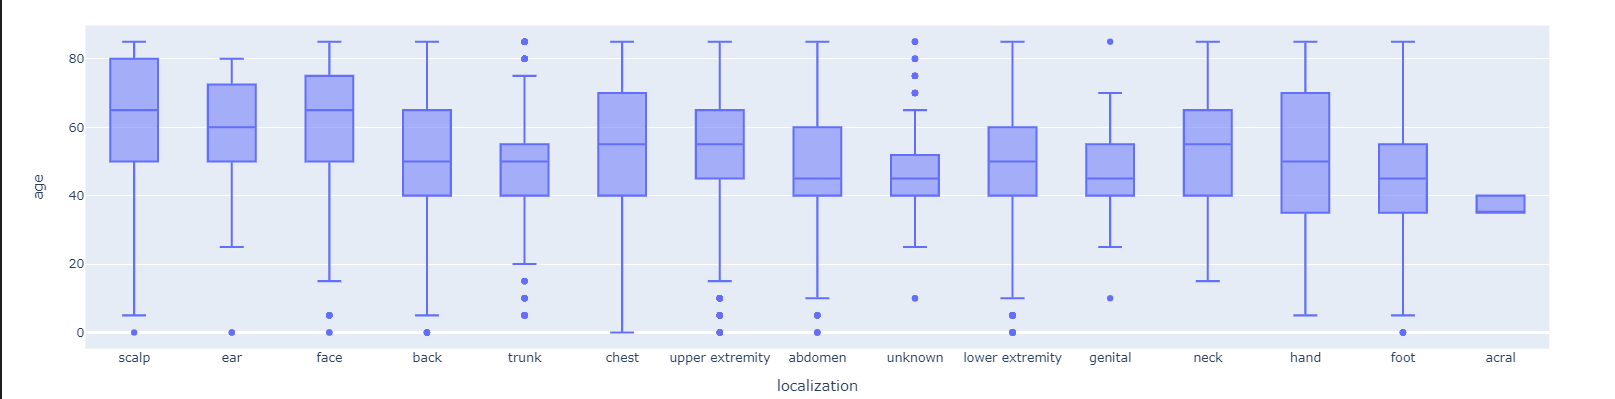 80
60
40
20
0
age
scalp ear face back trunk chest upper extremity abdomen unknown lower extremity genital neck hand foot acral
localization